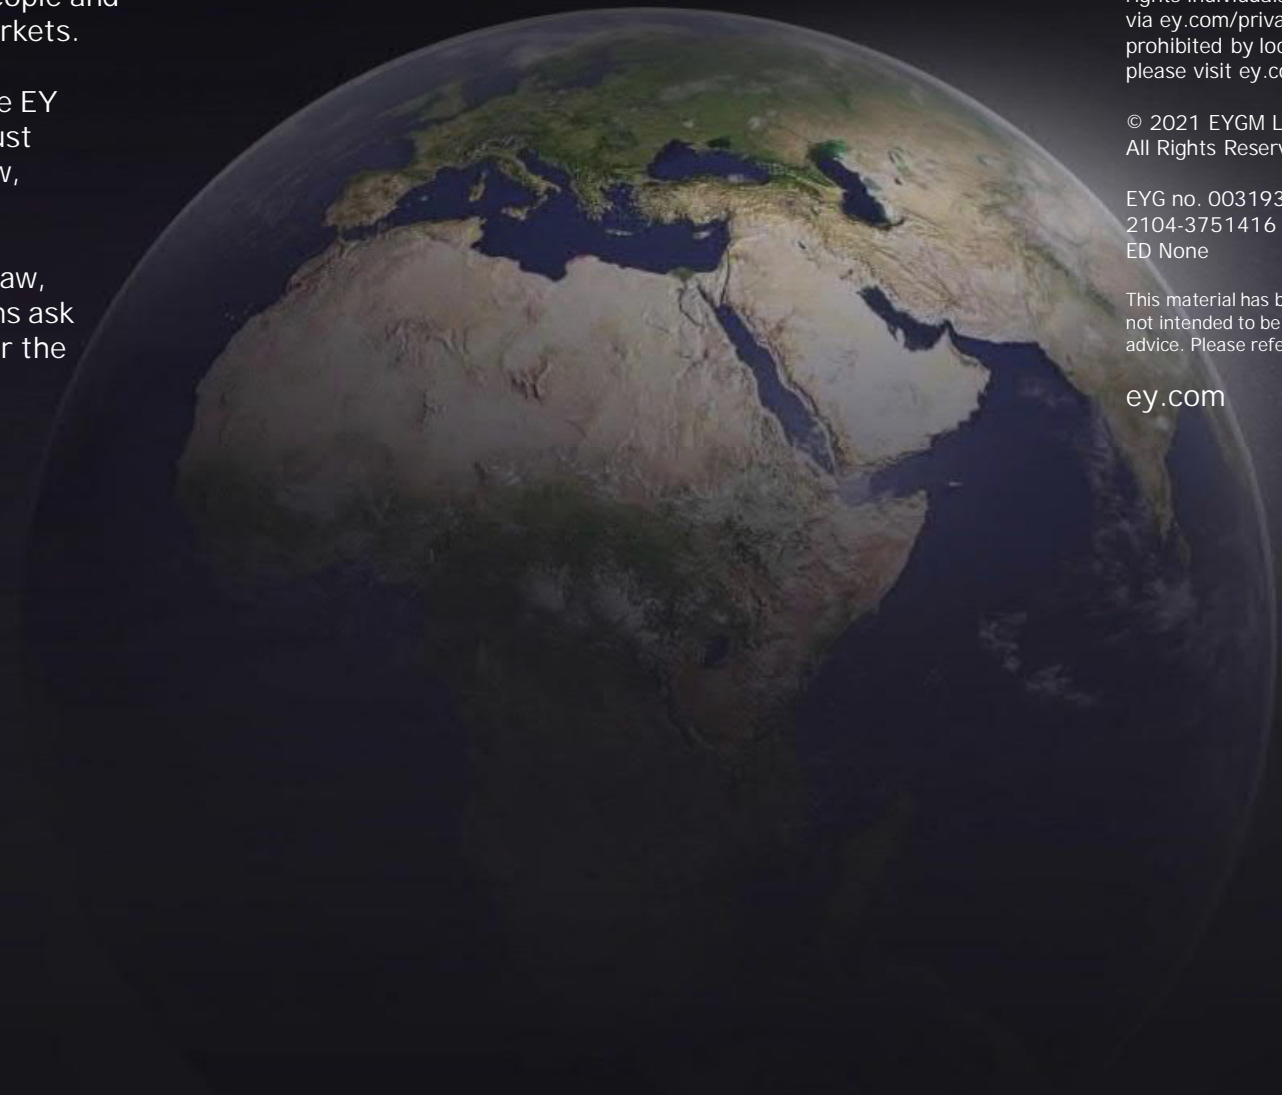 rkets.
e EY
ust
w,
aw,
ns ask
r the
via ey.com/priva
prohibited by loc
please visit ey.co
© 2021 EYGM L
All Rights Reserv
EYG no. 003193
2104-3751416
ED None
This material has b
not intended to be
advice. Please refe
ey.com